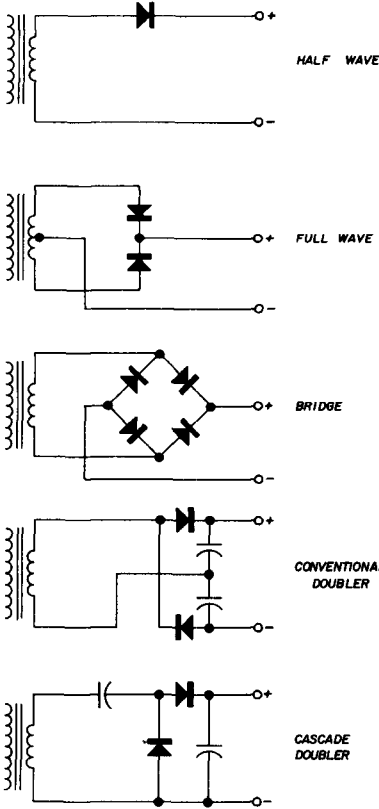 +
HALF WAVE
-
+
FULL WAVE
-
+
BRIDGE
-
+
CONVENTIONAL
DOUBLER
-
+
CASCADE
DOUBLER
-